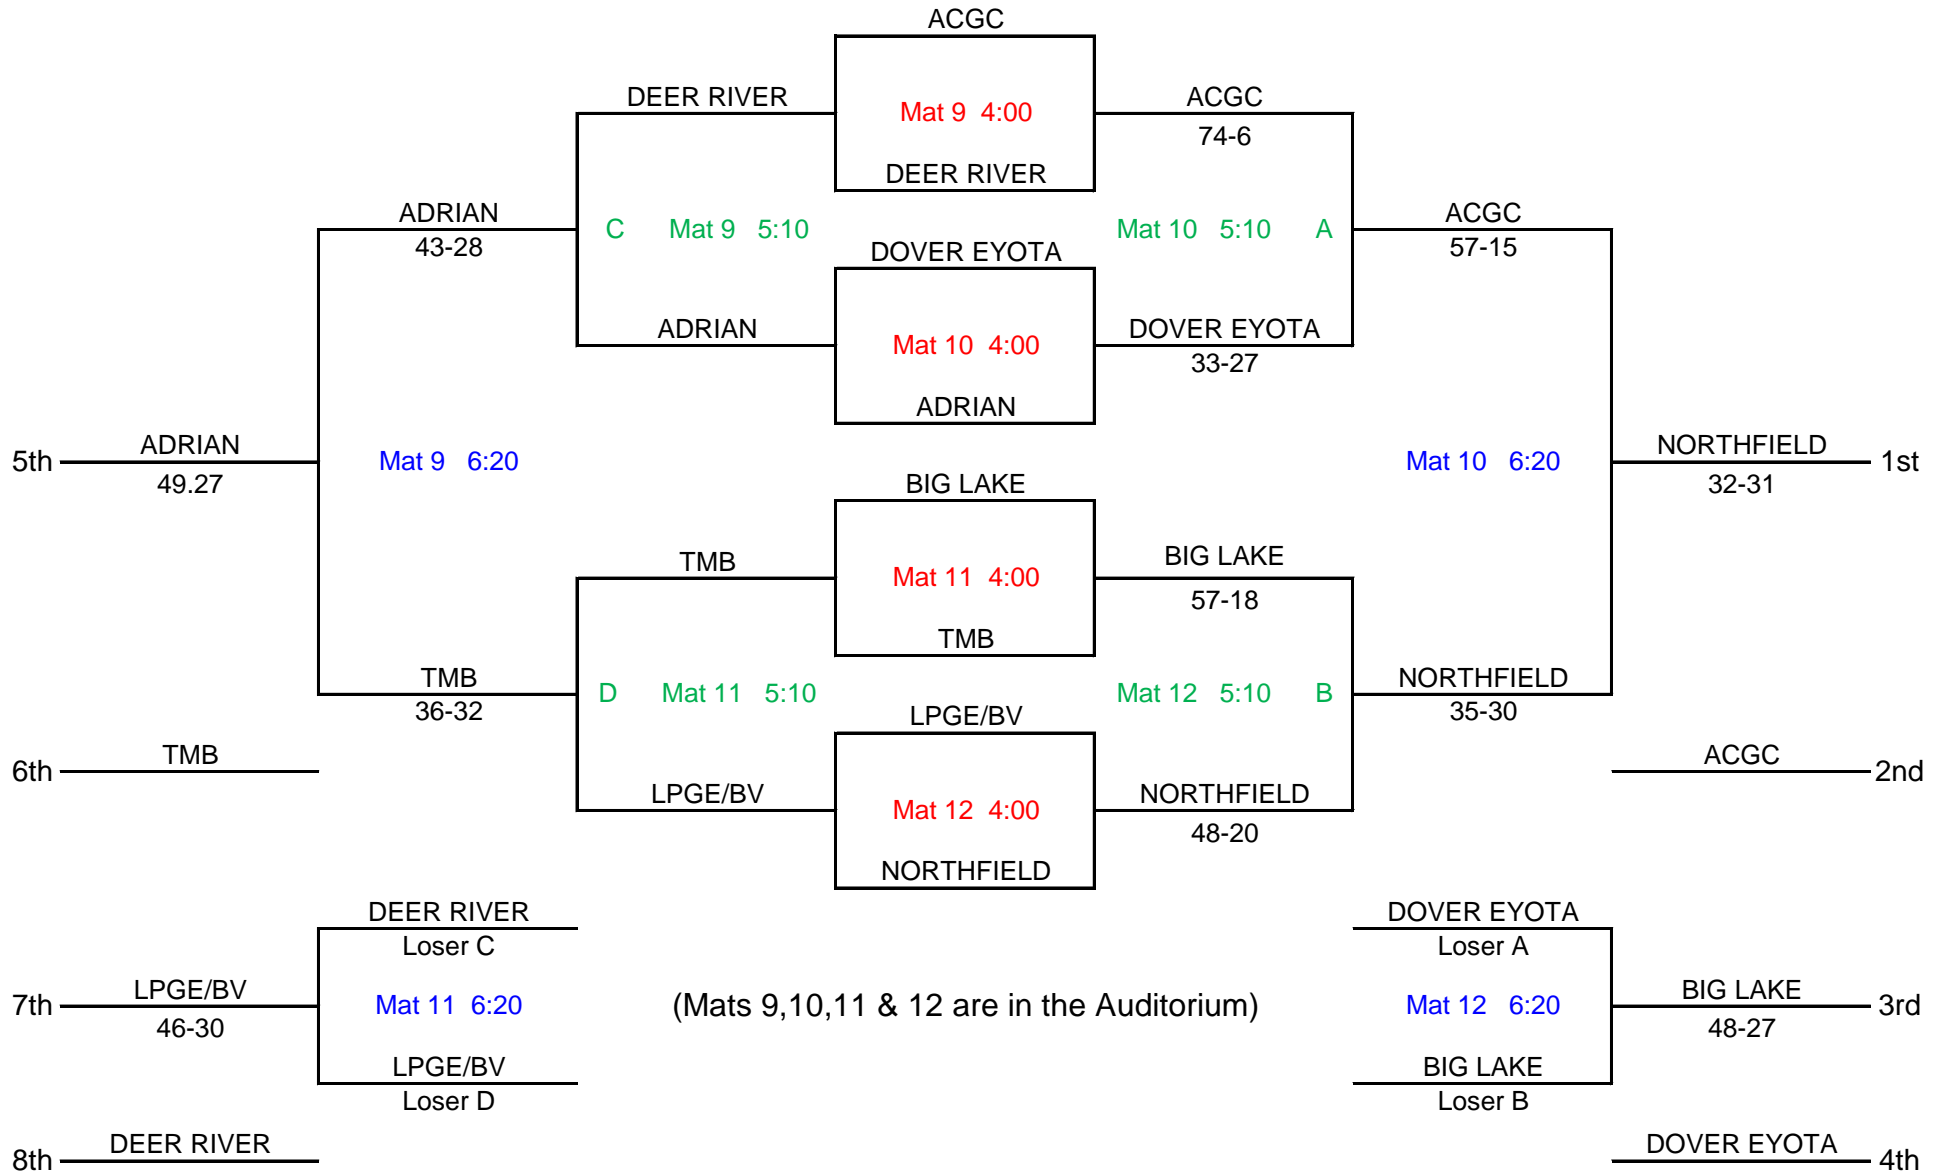 ACGC
DEER RIVER
Mat 9  4:00
ACGC
74-6
DEER RIVER
ADRIAN
43-28
C
Mat 9   5:10
Mat 10   5:10
A
ACGC
57-15
DOVER EYOTA
ADRIAN
Mat 10  4:00
DOVER EYOTA
33-27
ADRIAN
5th
ADRIAN
49.27
Mat 9   6:20
Mat 10   6:20
NORTHFIELD
32-31
1st
BIG LAKE
TMB
Mat 11  4:00
BIG LAKE
57-18
TMB
TMB
36-32
D
Mat 11   5:10
Mat 12   5:10
B
NORTHFIELD
35-30
LPGE/BV
6th
TMB
ACGC
2nd
LPGE/BV
Mat 12  4:00
NORTHFIELD
48-20
NORTHFIELD
DEER RIVER
Loser C
DOVER EYOTA
Loser A
7th
LPGE/BV
46-30
Mat 11  6:20
(Mats 9,10,11 & 12 are in the Auditorium)
Mat 12   6:20
BIG LAKE
48-27
3rd
LPGE/BV
Loser D
BIG LAKE
Loser B
8th
DEER RIVER
DOVER EYOTA
4th